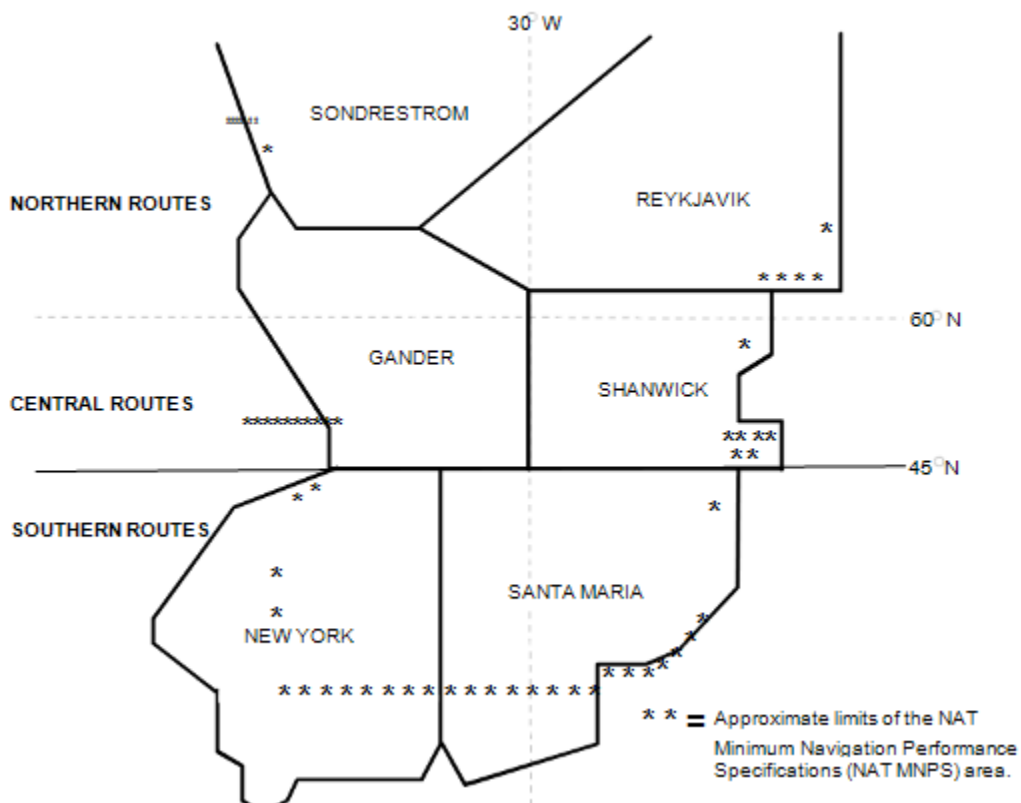 30° W
SONDRESTROM
NORTHERN ROUTES
REYKJAVIK
60° N
GANDER
SHANWICK
CENTRAL ROUTES
45°N
SOUTHERN ROUTES
SANTA MARIA
NEW YORK
* * = Approximate limits of the NAT
Minimum Navigation Performance
Specifications (NAT MNPS) area.